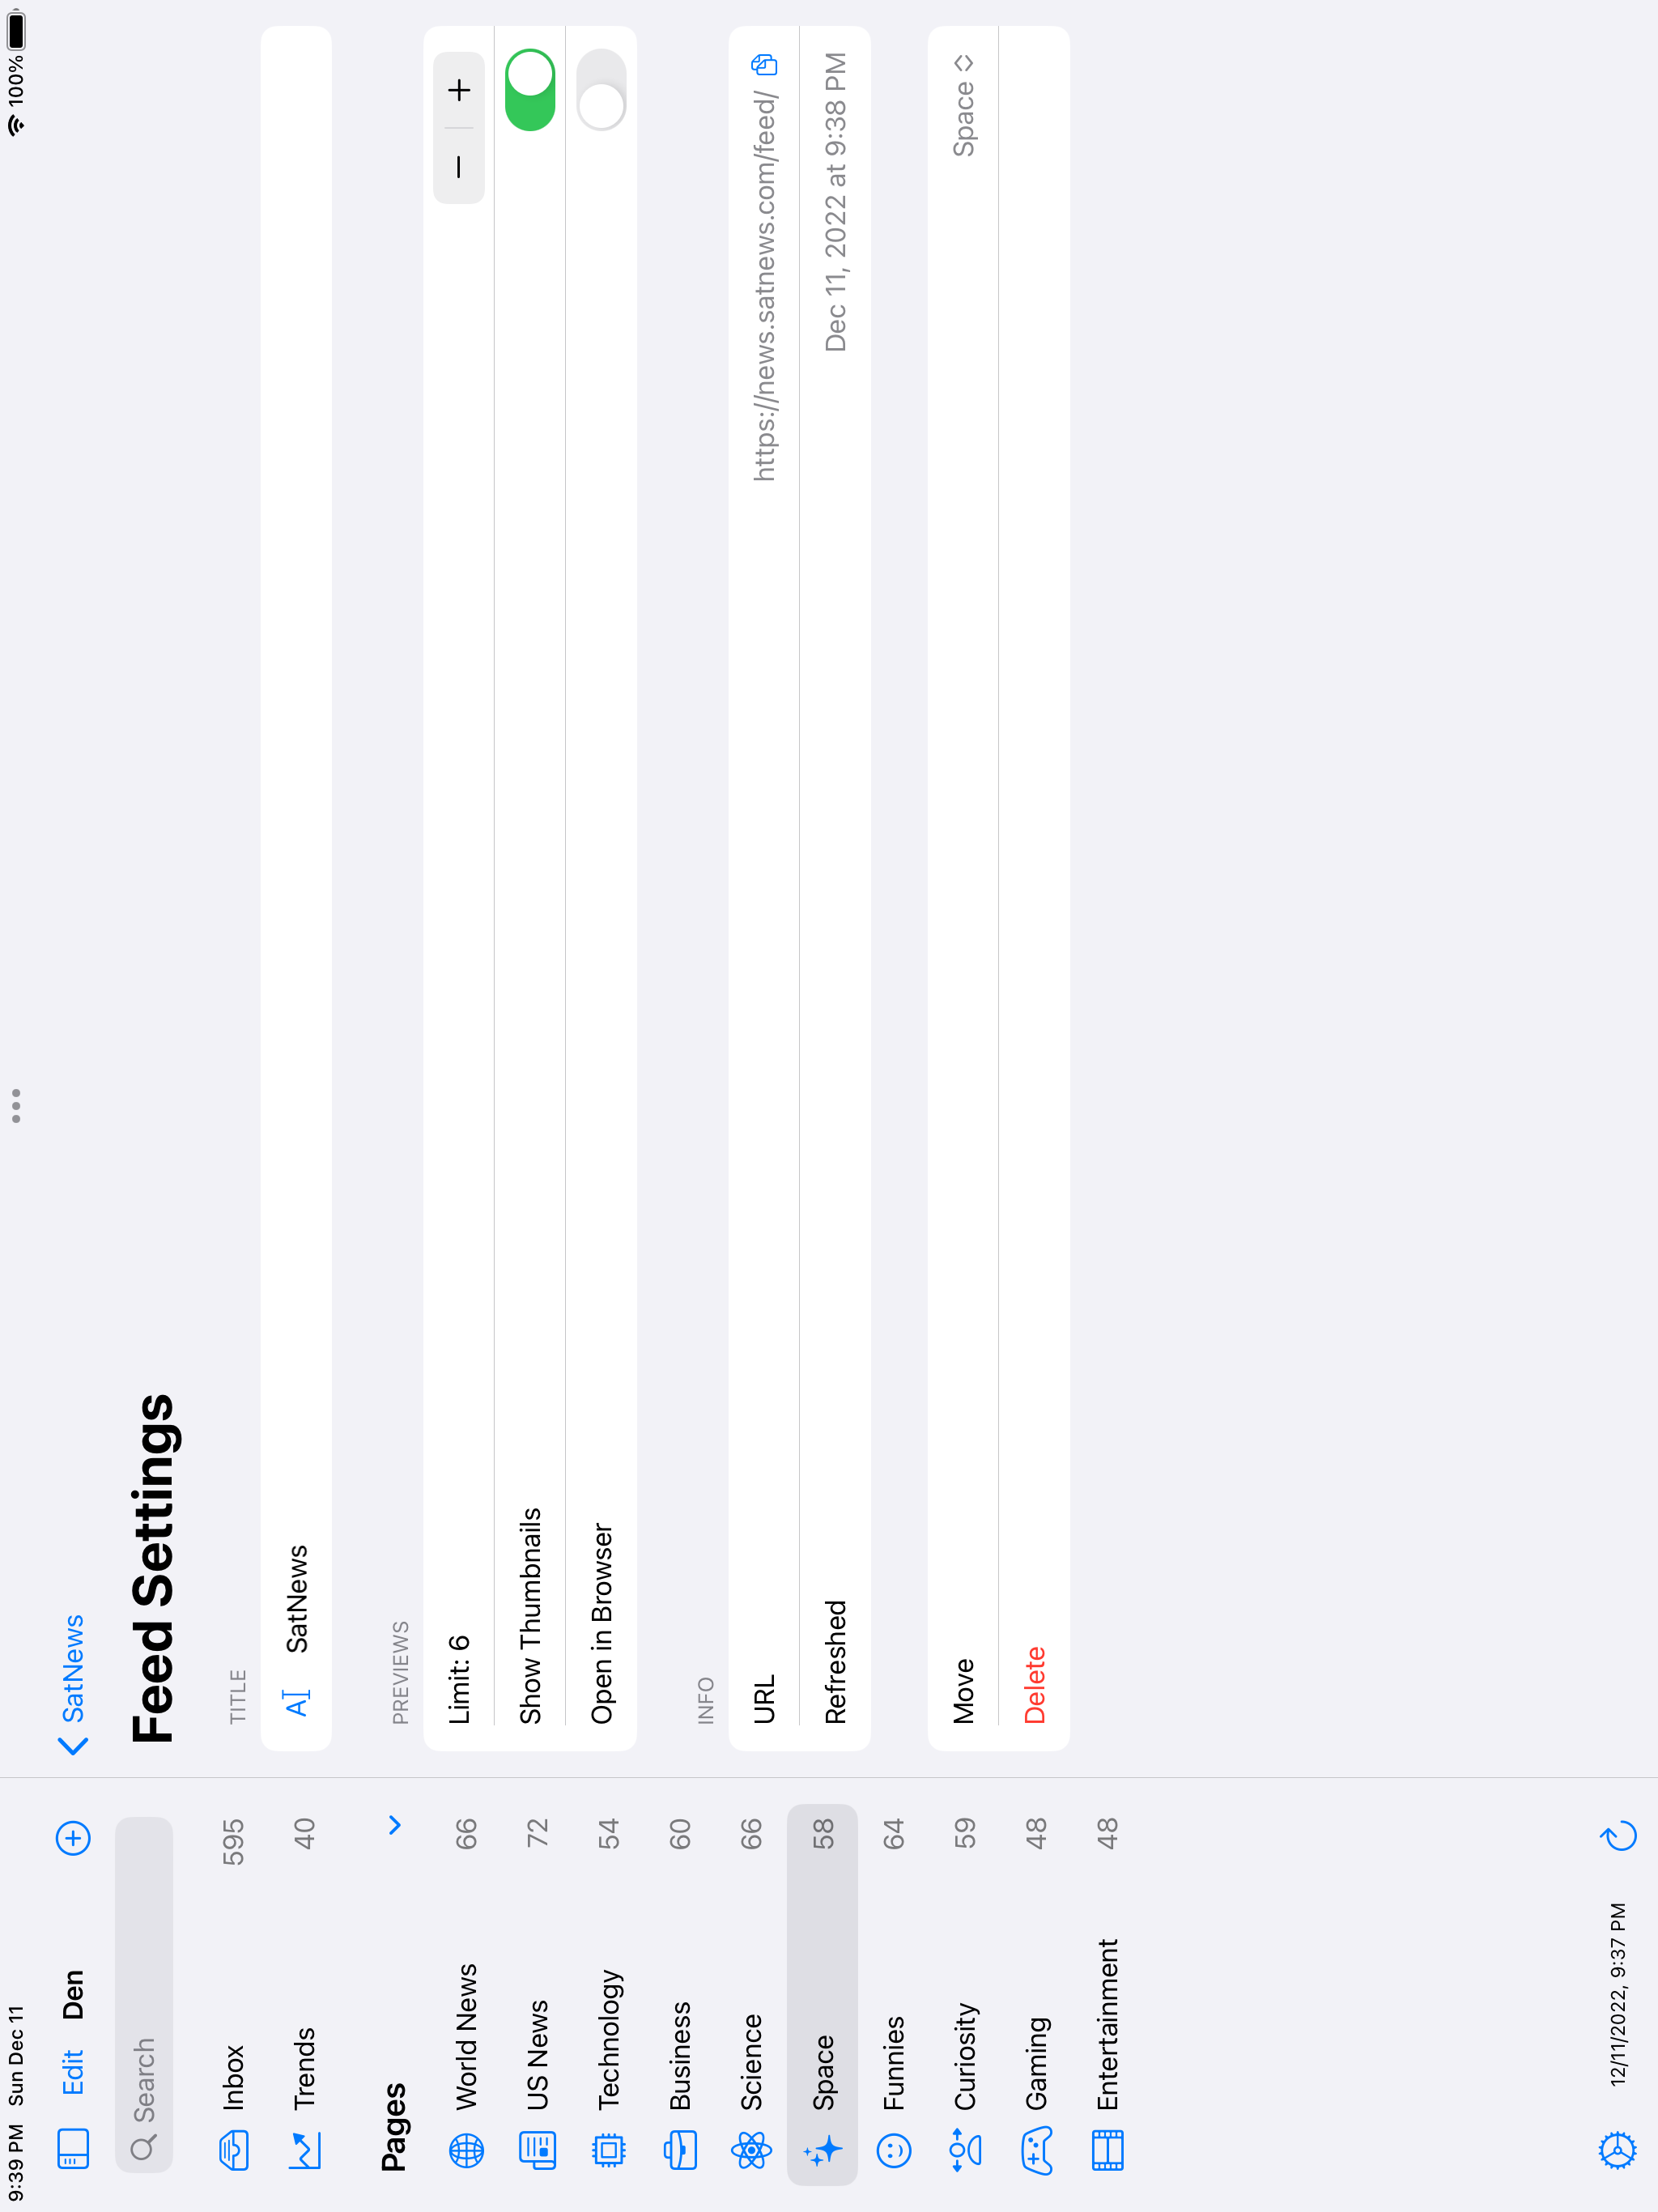 9:39 PM Sun Dec 11
100%
Edit Den
Search
Inbox 595
Trends 40
Pages
World News 66
US News 72
Technology 54
Business 60
Science 66
Space 58
Funnies 64
Curiosity 59
Gaming 48
Entertainment 48
12/11/2022, 9:37 PM
SatNews
Feed Settings
TITLE
SatNews
PREVIEWS
Limit: 6
Show Thumbnails
Open in Browser
INFO
URL https://news.satnews.com/feed/
Refreshed Dec 11, 2022 at 9:38 PM
Move Space
Delete